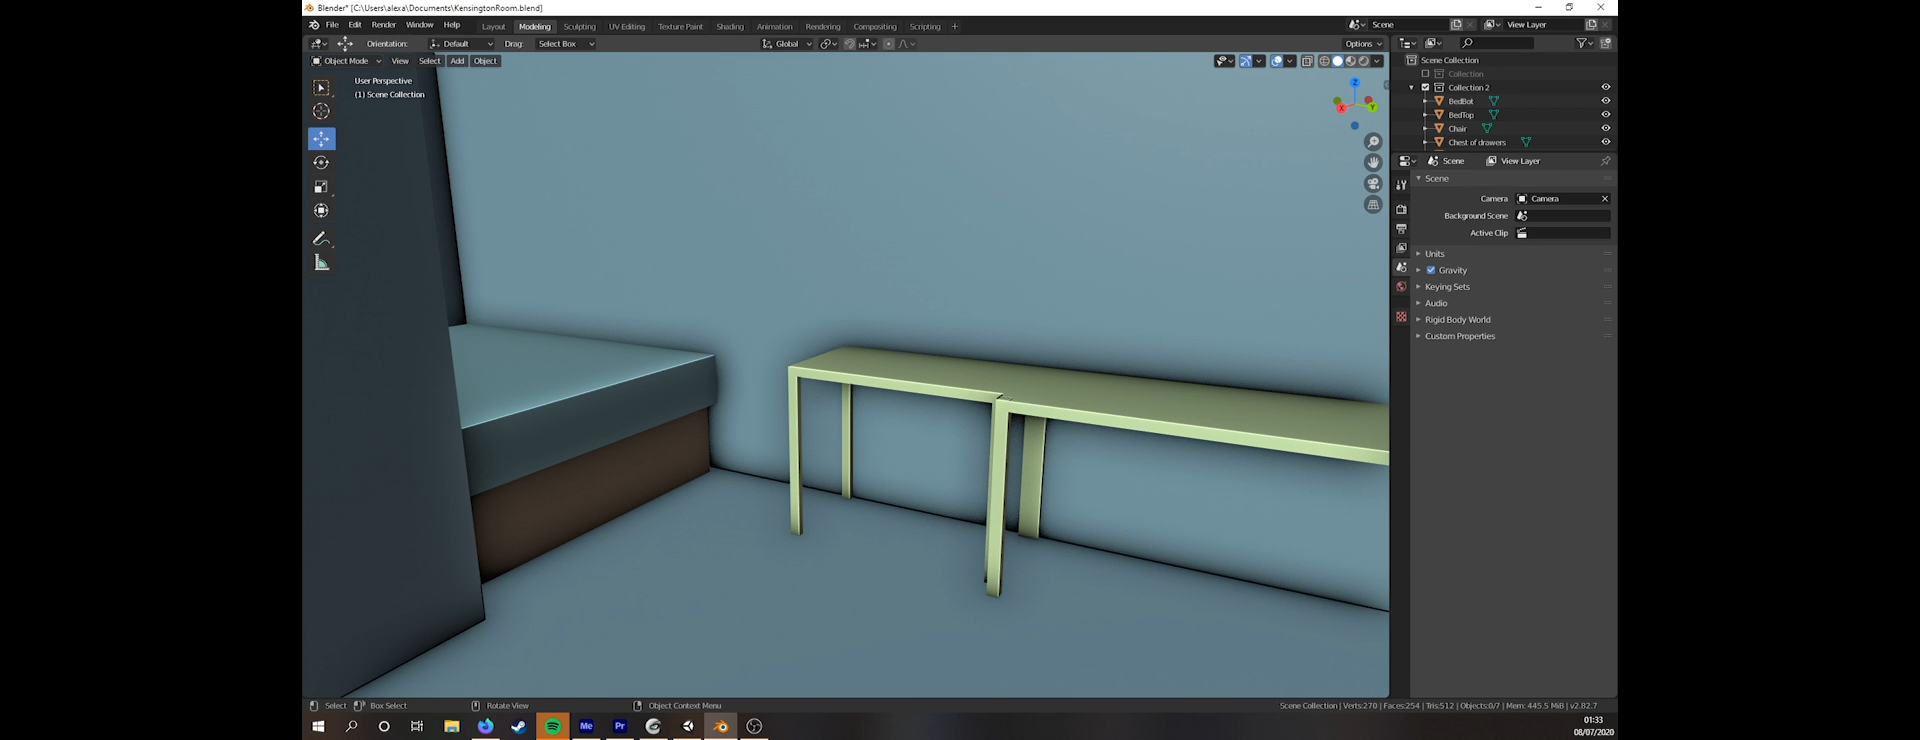 Blender* [C:\Users\alexa\Documents\KensingtonRoom.blend]
File Edit Render Window Help Layout Modeling Sculpting UV Editing Texture Paint Shading Animation Rendering Compositing Scripting + Scene View Layer
Orientation: Default Drag: Select Box Global Options
Object Mode View Select Add Object
User Perspective
(1) Scene Collection
Z
X Y
Scene Collection
Collection
Collection 2
BedBot
BedTop
Chair
Chest of drawers
Scene View Layer
Scene
Camera Camera
Background Scene
Active Clip
Units
Gravity
Keying Sets
Audio
Rigid Body World
Custom Properties
Select Box Select Rotate View Object Context Menu Scene Collection | Verts:270 | Faces:254 | Tris:512 | Objects:0/7 | Mem: 445.5 MiB | v2.82.7
Me Pr
01:33
08/07/2020